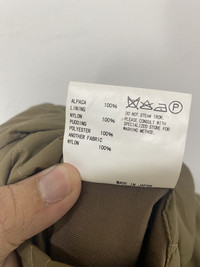 ALPACA 100%
LINING
NYLON 100%
PUDDING
POLYESTER 100%
ANOTHER FABRIC
NYLON 100%
DO NOT STEAM IRON.
PLEASE CONSULT WITH
SPECIALIZED STORE FOR
WASHING METHOD.
P
MADE IN JAPAN